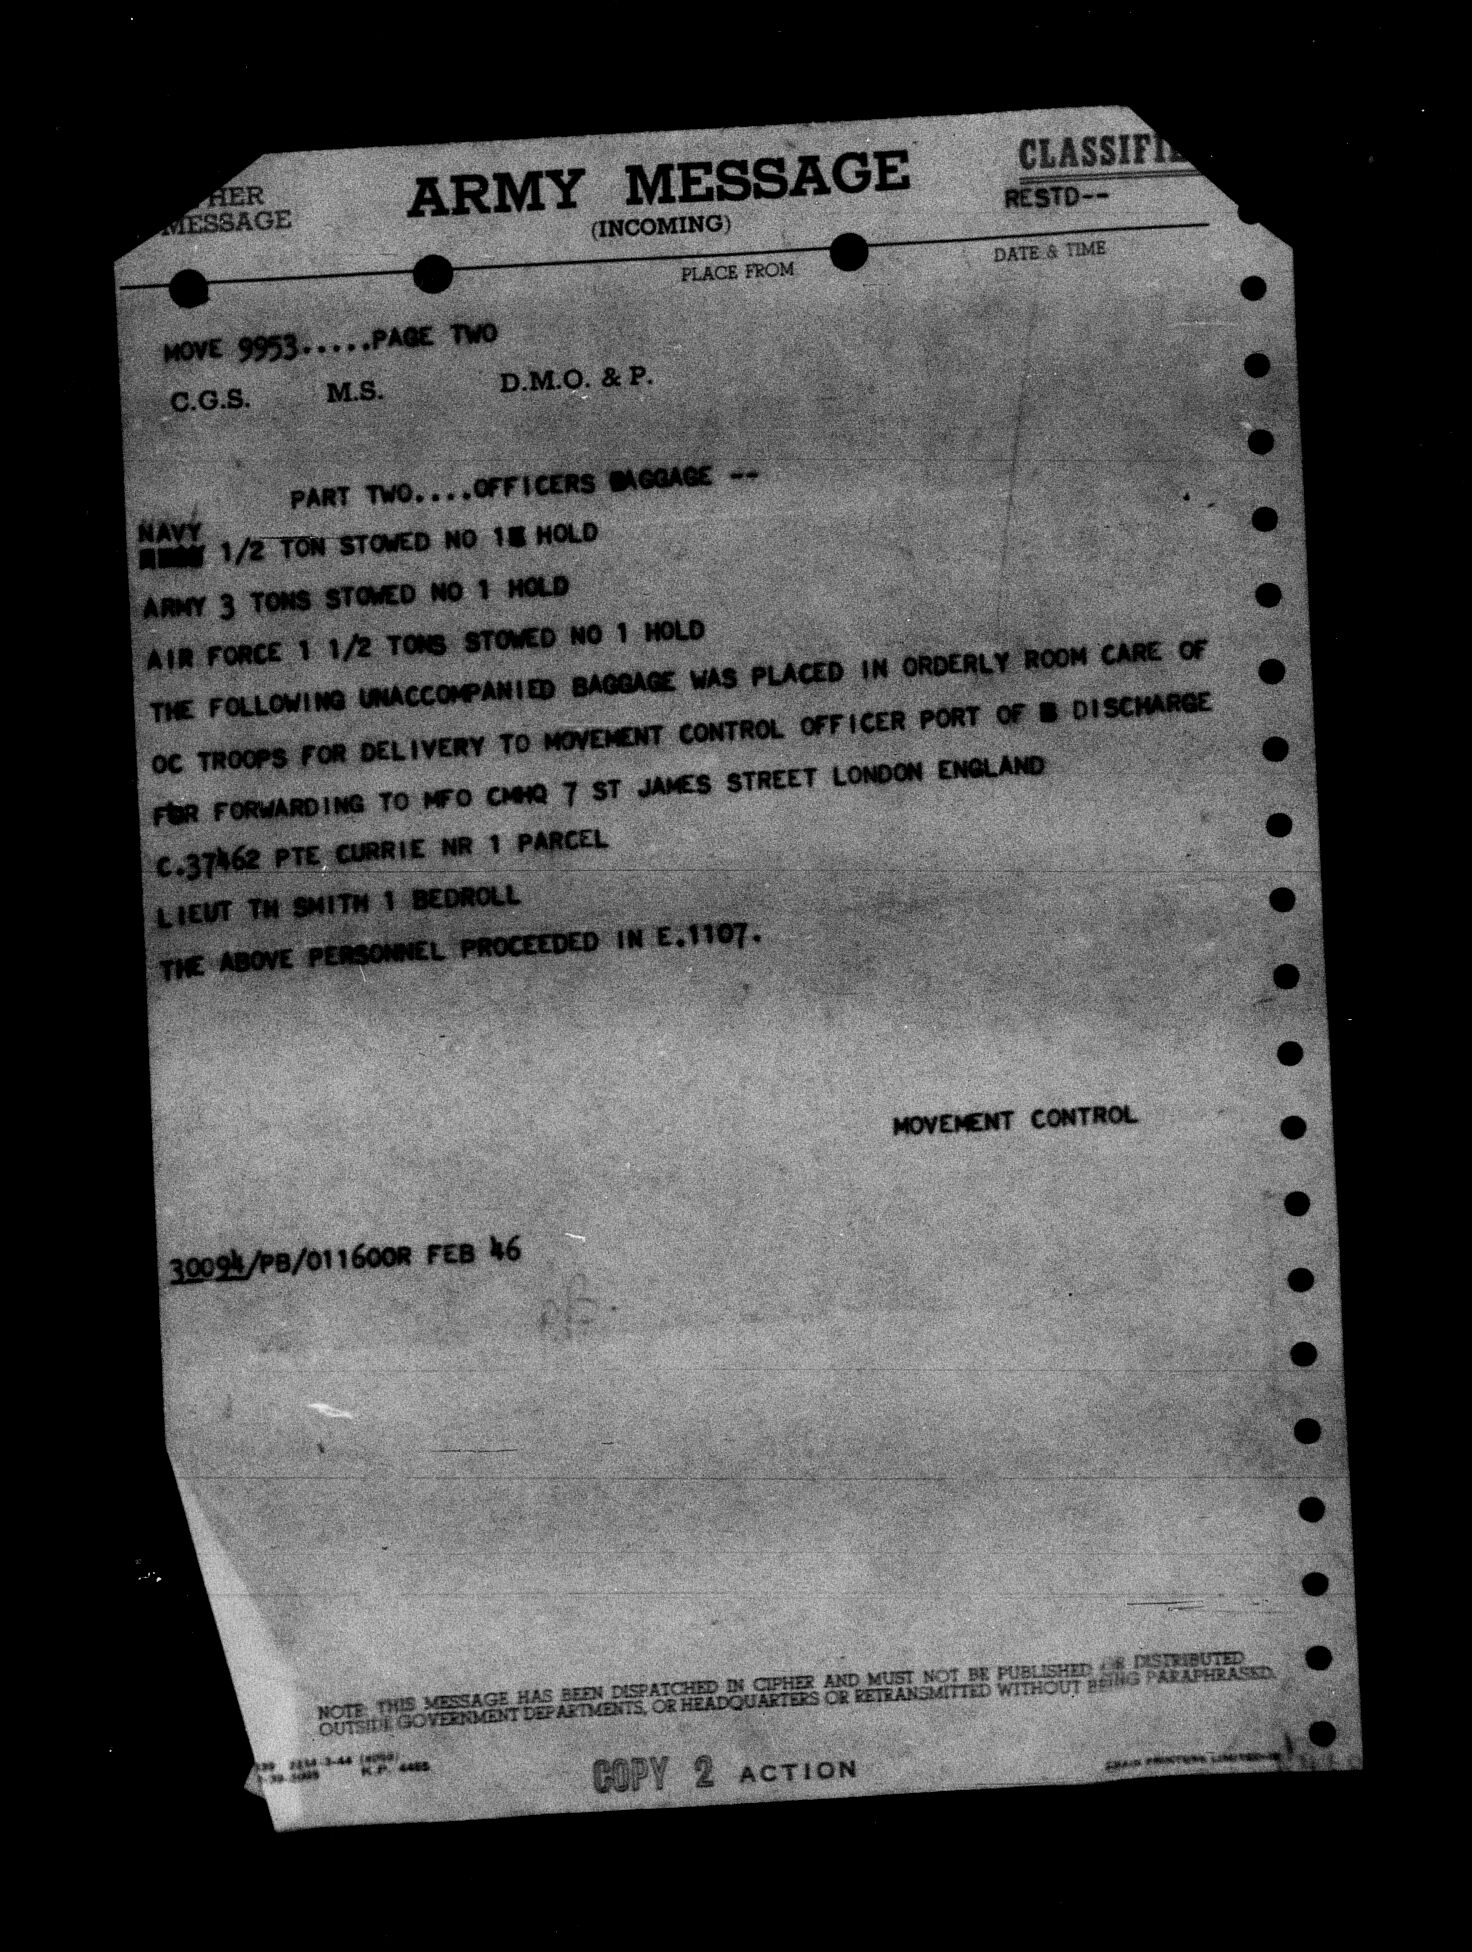 HER
MESSAGE
ARMY MESSAGE
(INCOMING)
CLASSIFI
RESTD--
PLACE FROM
DATE & TIME
MOVE 9953.....PAGE TWO
C.G.S. M.S. D.M.O. & P.
PART TWO....OFFICERS BAGGAGE --
NAVY
1/2 TON STOWED NO 1 HOLD
ARMY 3 TONS STOWED NO 1 HOLD
AIR FORCE 1 1/2 TONS STOWED NO 1 HOLD
THE FOLLOWING UNACCOMPANIED BAGGAGE WAS PLACED IN ORDERLY ROOM CARE OF
OC TROOPS FOR DELIVERY TO MOVEMENT CONTROL OFFICER PORT OF DISCHARGE
FOR FORWARDING TO MFO CMHQ 7 ST JAMES STREET LONDON ENGLAND
C.37462 PTE CURRIE NR 1 PARCEL
LIEUT TH SMITH 1 BEDROLL
THE ABOVE PERSONNEL PROCEEDED IN E.1107.
MOVEMENT CONTROL
30094/PB/011600R FEB 46
NOTE: THIS MESSAGE HAS BEEN DISPATCHED IN CIPHER AND MUST NOT BE PUBLISHED OR DISTRIBUTED
OUTSIDE GOVERNMENT DEPARTMENTS, OR HEADQUARTERS OR RETRANSMITTED WITHOUT BEING PARAPHRASED.
K.P. 4465
COPY 2 ACTION